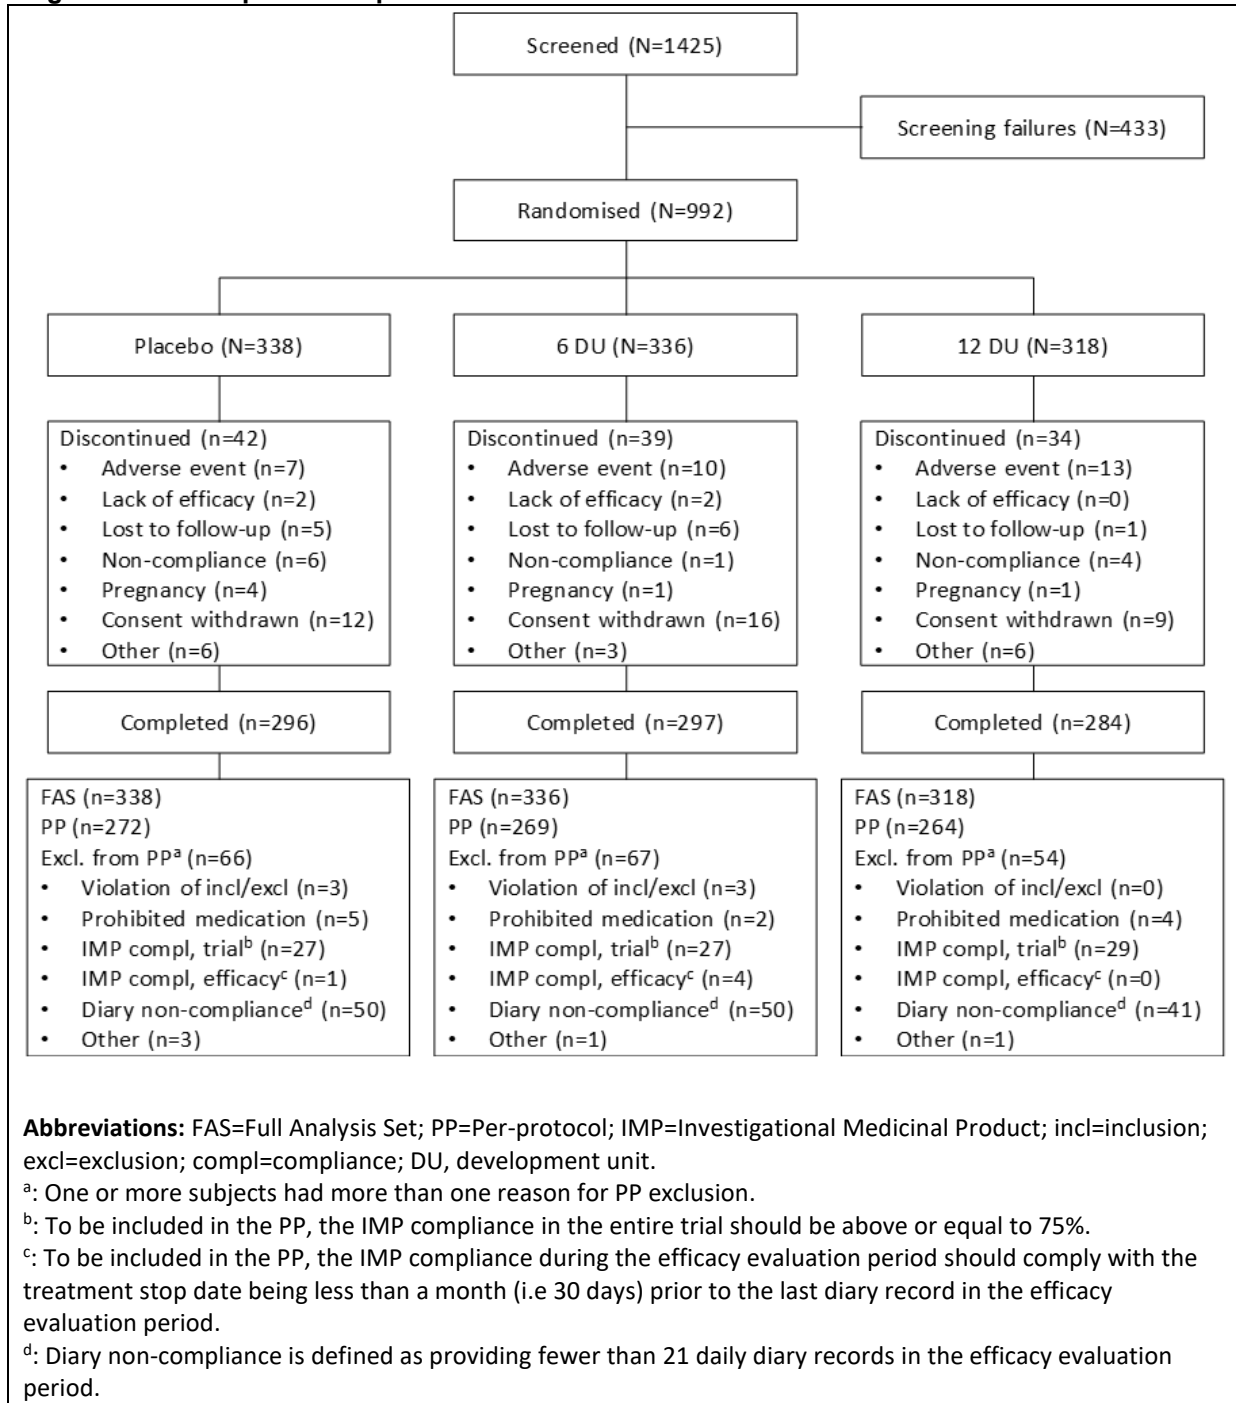 Screened (N=1425)
Screening failures (N=433)
Randomised (N=992)
Placebo (N=338)
6 DU (N=336)
12 DU (N=318)
Discontinued (n=42)
• Adverse event (n=7)
• Lack of efficacy (n=2)
• Lost to follow-up (n=5)
• Non-compliance (n=6)
• Pregnancy (n=4)
• Consent withdrawn (n=12)
• Other (n=6)
Discontinued (n=39)
• Adverse event (n=10)
• Lack of efficacy (n=2)
• Lost to follow-up (n=6)
• Non-compliance (n=1)
• Pregnancy (n=1)
• Consent withdrawn (n=16)
• Other (n=3)
Discontinued (n=34)
• Adverse event (n=13)
• Lack of efficacy (n=0)
• Lost to follow-up (n=1)
• Non-compliance (n=4)
• Pregnancy (n=1)
• Consent withdrawn (n=9)
• Other (n=6)
Completed (n=296)
Completed (n=297)
Completed (n=284)
FAS (n=338)
PP (n=272)
Excl. from PPᵃ (n=66)
• Violation of incl/excl (n=3)
• Prohibited medication (n=5)
• IMP compl, trialᵇ (n=27)
• IMP compl, efficacyᶜ (n=1)
• Diary non-complianceᵈ (n=50)
• Other (n=3)
FAS (n=336)
PP (n=269)
Excl. from PPᵃ (n=67)
• Violation of incl/excl (n=3)
• Prohibited medication (n=2)
• IMP compl, trialᵇ (n=27)
• IMP compl, efficacyᶜ (n=4)
• Diary non-complianceᵈ (n=50)
• Other (n=1)
FAS (n=318)
PP (n=264)
Excl. from PPᵃ (n=54)
• Violation of incl/excl (n=0)
• Prohibited medication (n=4)
• IMP compl, trialᵇ (n=29)
• IMP compl, efficacyᶜ (n=0)
• Diary non-complianceᵈ (n=41)
• Other (n=1)
Abbreviations: FAS=Full Analysis Set; PP=Per-protocol; IMP=Investigational Medicinal Product; incl=inclusion;
excl=exclusion; compl=compliance; DU, development unit.
ᵃ: One or more subjects had more than one reason for PP exclusion.
ᵇ: To be included in the PP, the IMP compliance in the entire trial should be above or equal to 75%.
ᶜ: To be included in the PP, the IMP compliance during the efficacy evaluation period should comply with the
treatment stop date being less than a month (i.e 30 days) prior to the last diary record in the efficacy
evaluation period.
ᵈ: Diary non-compliance is defined as providing fewer than 21 daily diary records in the efficacy evaluation
period.